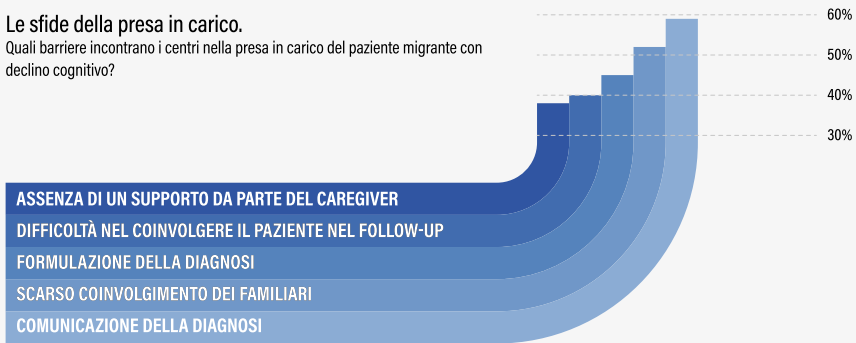 Le sfide della presa in carico.
Quali barriere incontrano i centri nella presa in carico del paziente migrante con
declino cognitivo?
60%
50%
40%
30%
ASSENZA DI UN SUPPORTO DA PARTE DEL CAREGIVER
DIFFICOLTÀ NEL COINVOLGERE IL PAZIENTE NEL FOLLOW-UP
FORMULAZIONE DELLA DIAGNOSI
SCARSO COINVOLGIMENTO DEI FAMILIARI
COMUNICAZIONE DELLA DIAGNOSI